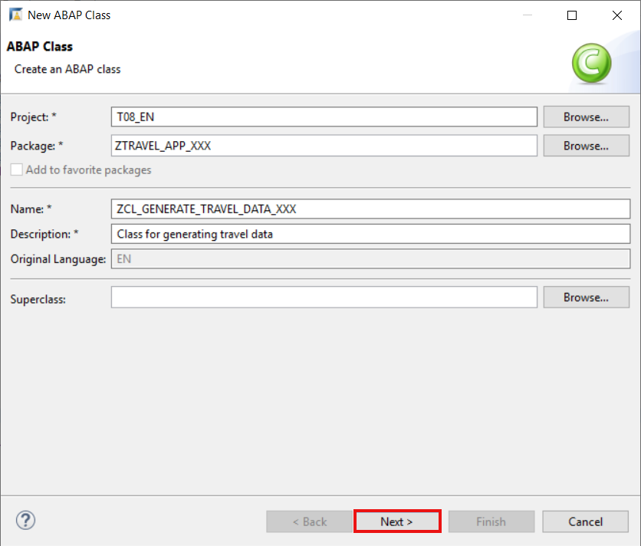 New ABAP Class
ABAP Class
Create an ABAP class
Project: * T08_EN Browse...
Package: * ZTRAVEL_APP_XXX Browse...
Add to favorite packages
Name: * ZCL_GENERATE_TRAVEL_DATA_XXX
Description: * Class for generating travel data
Original Language: EN
Superclass: Browse...
? < Back Next > Finish Cancel